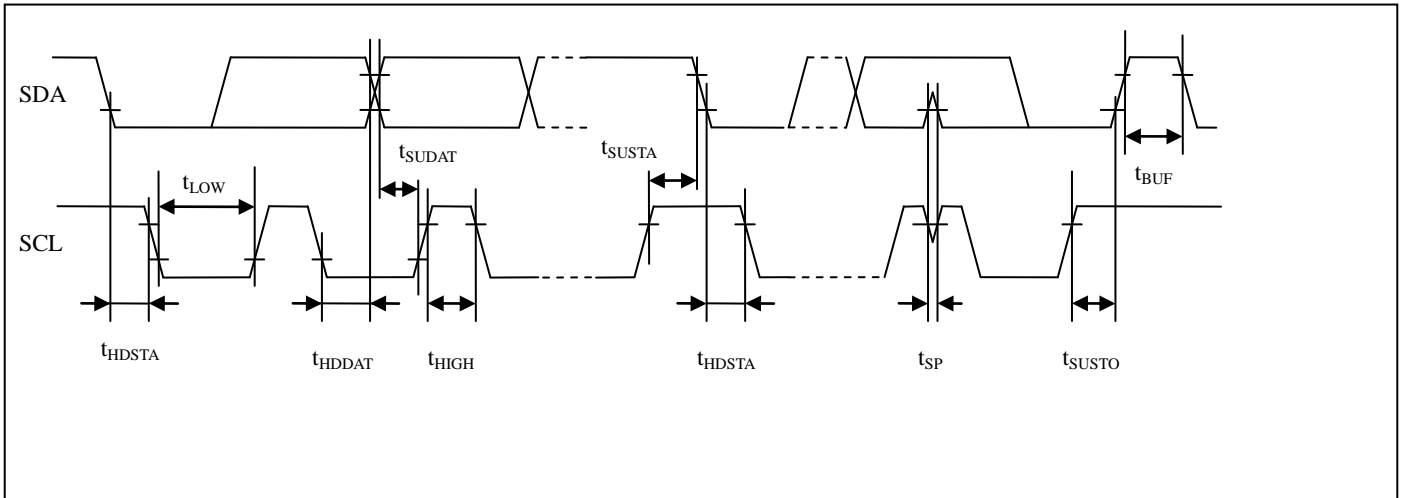 SDA
tSUDAT
tSUSTA
tLOW
tBUF
SCL
tHDSTA
tHDDAT
tHIGH
tHDSTA
tSP
tSUSTO